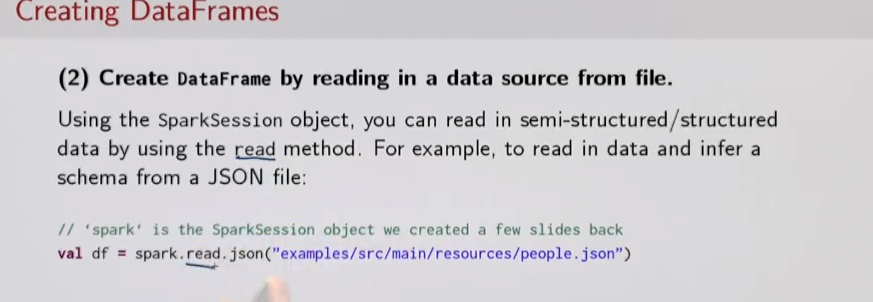 Creating DataFrames
(2) Create DataFrame by reading in a data source from file.
Using the SparkSession object, you can read in semi-structured/structured
data by using the read method. For example, to read in data and infer a
schema from a JSON file:
// ‘spark‘ is the SparkSession object we created a few slides back
val df = spark.read.json("examples/src/main/resources/people.json")